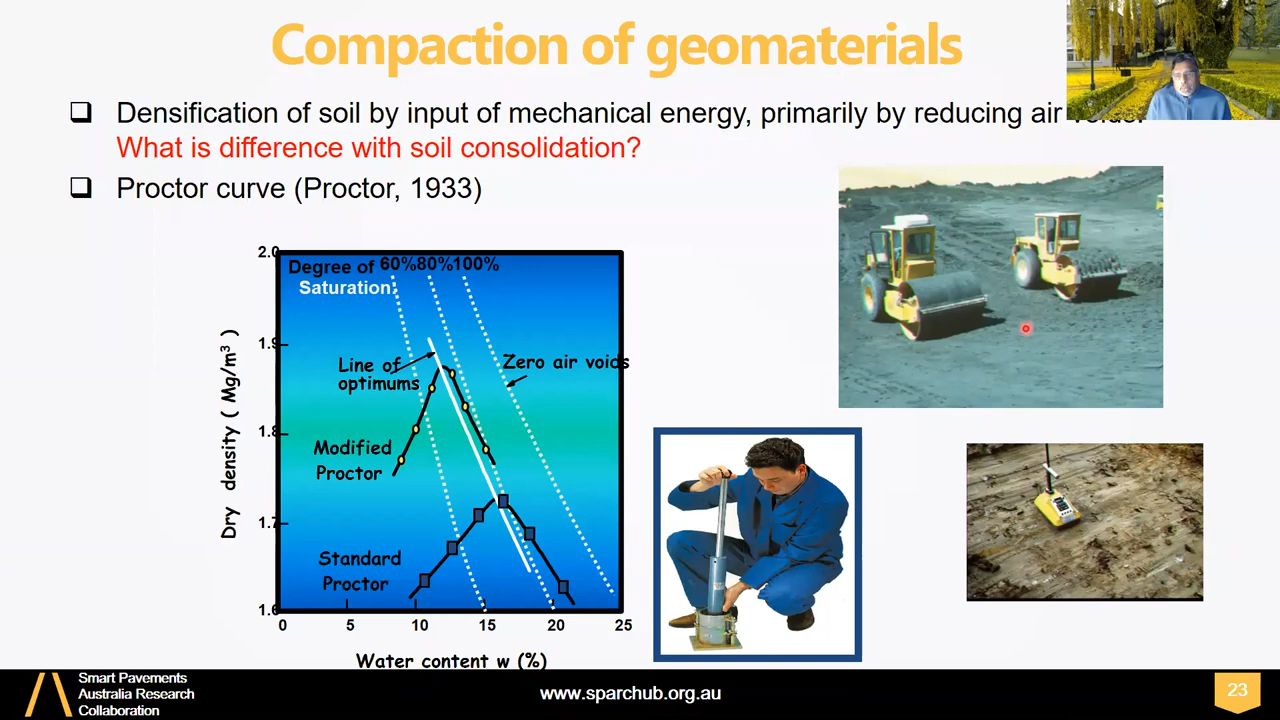 Compaction of geomaterials
Densification of soil by input of mechanical energy, primarily by reducing air
What is difference with soil consolidation?
Proctor curve (Proctor, 1933)
2.0
Degree of 60%80%100%
Saturation:
1.9
Line of
optimums
Zero air voids
1.8
Modified
Proctor
1.7
Standard
Proctor
1.6
0 5 10 15 20 25
Dry density ( Mg/m³ )
Water content w (%)
Smart Pavements
Australia Research
Collaboration
www.sparchub.org.au
23